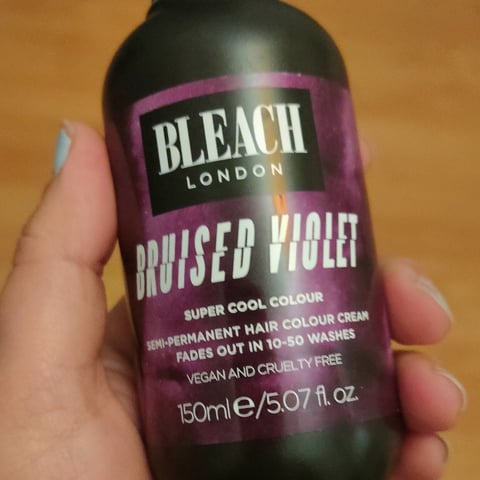 BLEACH
LONDON
BRUISED VIOLET
SUPER COOL COLOUR
SEMI-PERMANENT HAIR COLOUR CREAM
FADES OUT IN 10-50 WASHES
VEGAN AND CRUELTY FREE
150ml e/5.07 fl. oz.